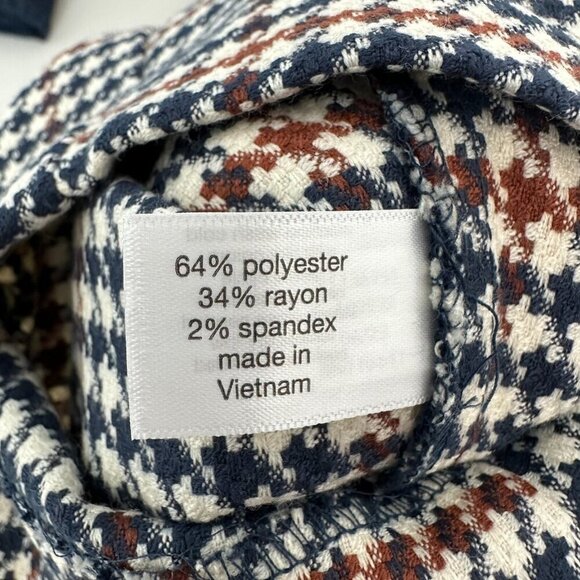 64% polyester
34% rayon
2% spandex
made in
Vietnam